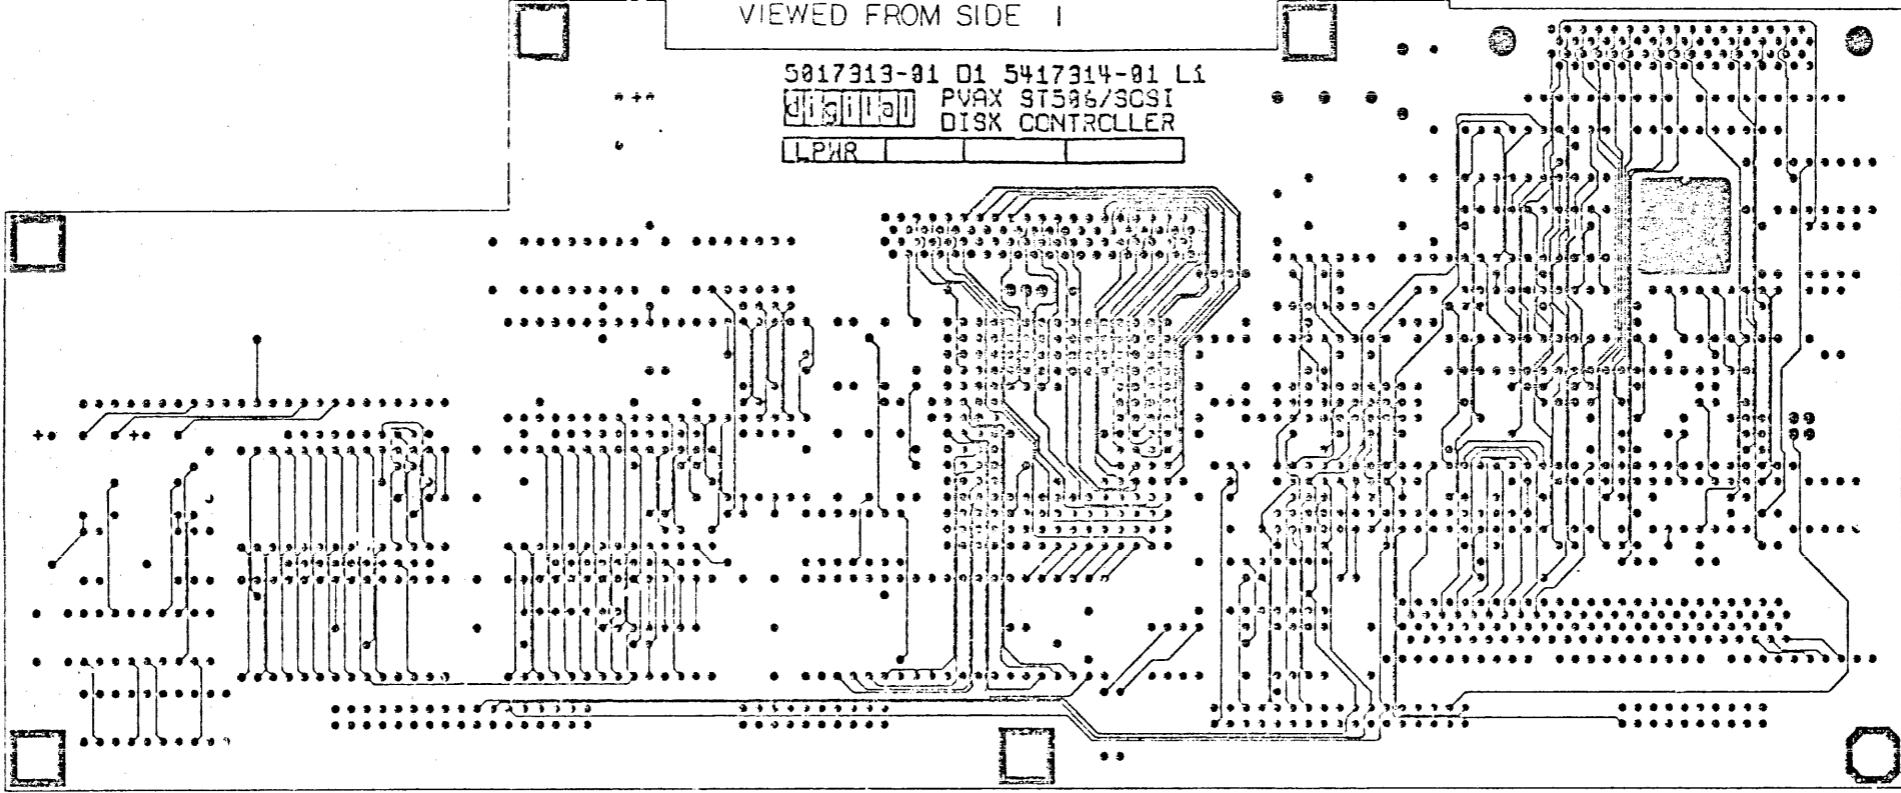 VIEWED FROM SIDE 1
5017313-01 D1 5417314-01 L1
digital PVAX ST506/SCSI
DISK CONTROLLER
LPWR